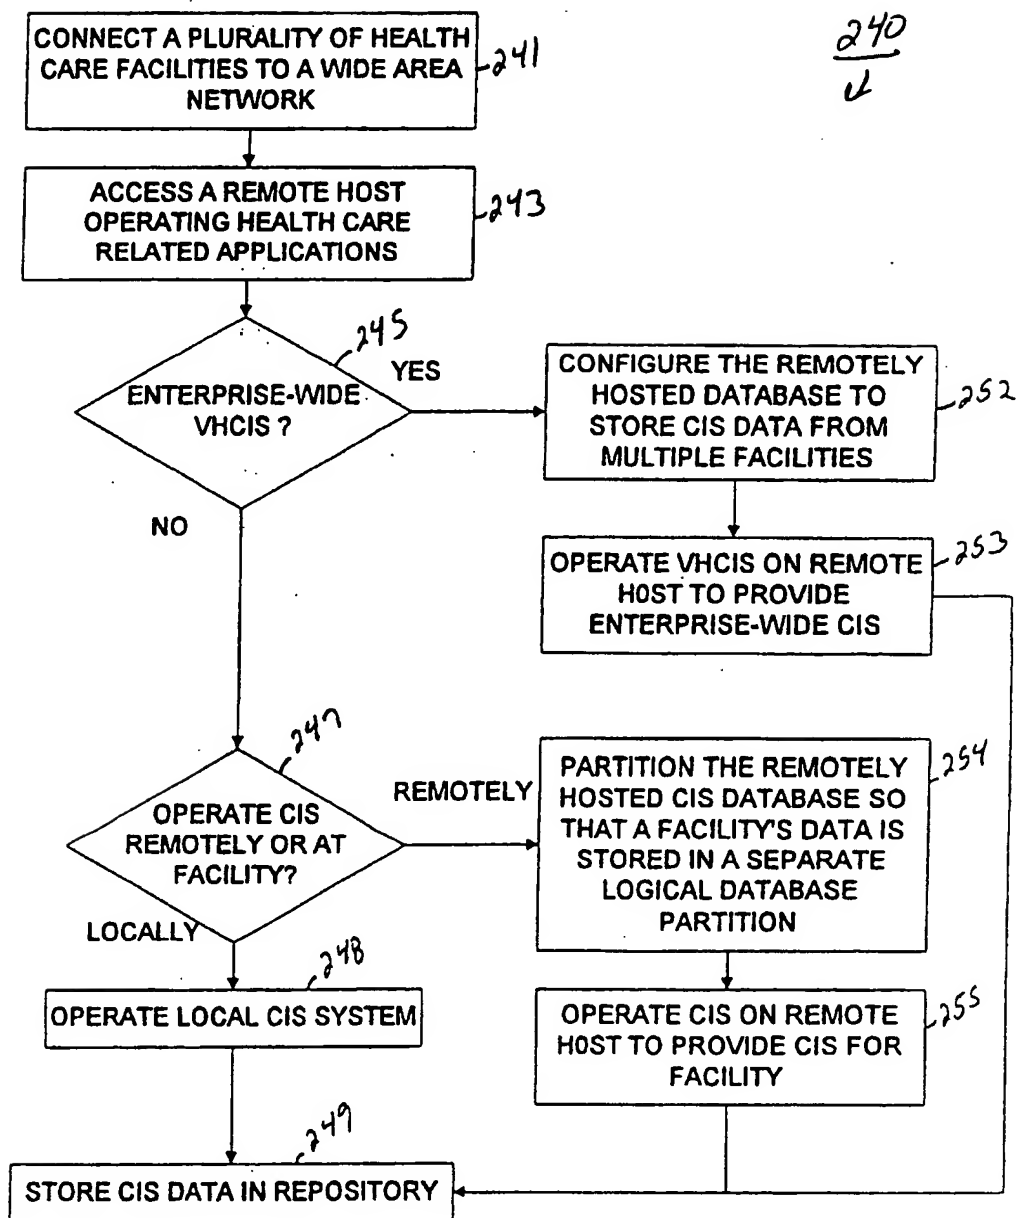 240
CONNECT A PLURALITY OF HEALTH
CARE FACILITIES TO A WIDE AREA
NETWORK
241
ACCESS A REMOTE HOST
OPERATING HEALTH CARE
RELATED APPLICATIONS
243
245
ENTERPRISE-WIDE
VHCIS ?
YES
NO
CONFIGURE THE REMOTELY
HOSTED DATABASE TO
STORE CIS DATA FROM
MULTIPLE FACILITIES
252
OPERATE VHCIS ON REMOTE
HOST TO PROVIDE
ENTERPRISE-WIDE CIS
253
247
OPERATE CIS
REMOTELY OR AT
FACILITY?
REMOTELY
LOCALLY
PARTITION THE REMOTELY
HOSTED CIS DATABASE SO
THAT A FACILITY'S DATA IS
STORED IN A SEPARATE
LOGICAL DATABASE
PARTITION
254
248
OPERATE LOCAL CIS SYSTEM
OPERATE CIS ON REMOTE
HOST TO PROVIDE CIS FOR
FACILITY
255
249
STORE CIS DATA IN REPOSITORY